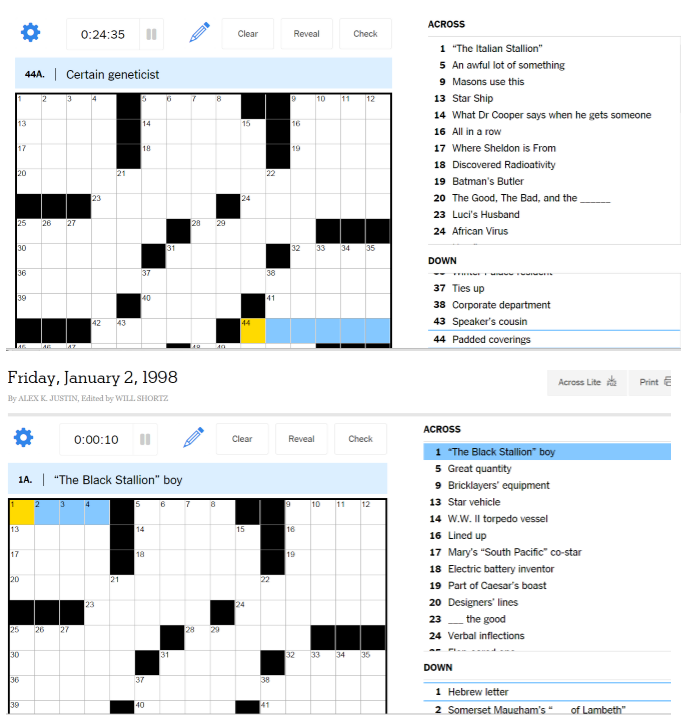 0:24:35
Clear
Reveal
Check
44A. | Certain geneticist
1 2 3 4 5 6 7 8 9 10 11 12
13 14 15 16
17 18 19
20 21 22
23 24
25 26 27 28 29
30 31 32 33 34 35
36 37 38
39 40 41
42 43 44
45 46 47 48 49
ACROSS
1 "The Italian Stallion"
5 An awful lot of something
9 Masons use this
13 Star Ship
14 What Dr Cooper says when he gets someone
16 All in a row
17 Where Sheldon is From
18 Discovered Radioativity
19 Batman's Butler
20 The Good, The Bad, and the ______
23 Luci's Husband
24 African Virus
DOWN
36 Winter Palace resident
37 Ties up
38 Corporate department
43 Speaker's cousin
44 Padded coverings
Friday, January 2, 1998
By ALEX K. JUSTIN, Edited by WILL SHORTZ
Across Lite
Print
0:00:10
Clear
Reveal
Check
1A. | "The Black Stallion" boy
1 2 3 4 5 6 7 8 9 10 11 12
13 14 15 16
17 18 19
20 21 22
23 24
25 26 27 28 29
30 31 32 33 34 35
36 37 38
39 40 41
ACROSS
1 "The Black Stallion" boy
5 Great quantity
9 Bricklayers' equipment
13 Star vehicle
14 W.W. II torpedo vessel
16 Lined up
17 Mary's "South Pacific" co-star
18 Electric battery inventor
19 Part of Caesar's boast
20 Designers' lines
23 ___ the good
24 Verbal inflections
DOWN
1 Hebrew letter
2 Somerset Maugham's "__ of Lambeth"